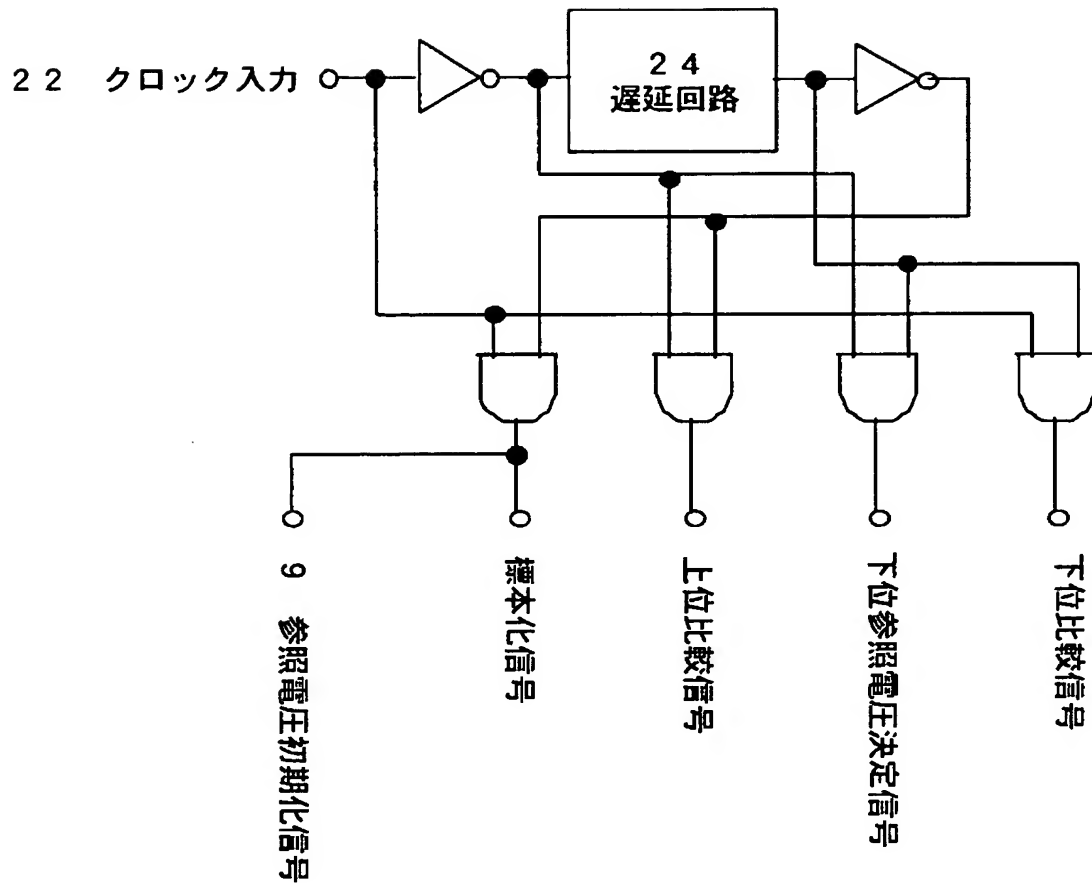 ２２　クロック入力
２４
遅延回路
９　参照電圧初期化信号
標本化信号
上位比較信号
下位参照電圧決定信号
下位比較信号